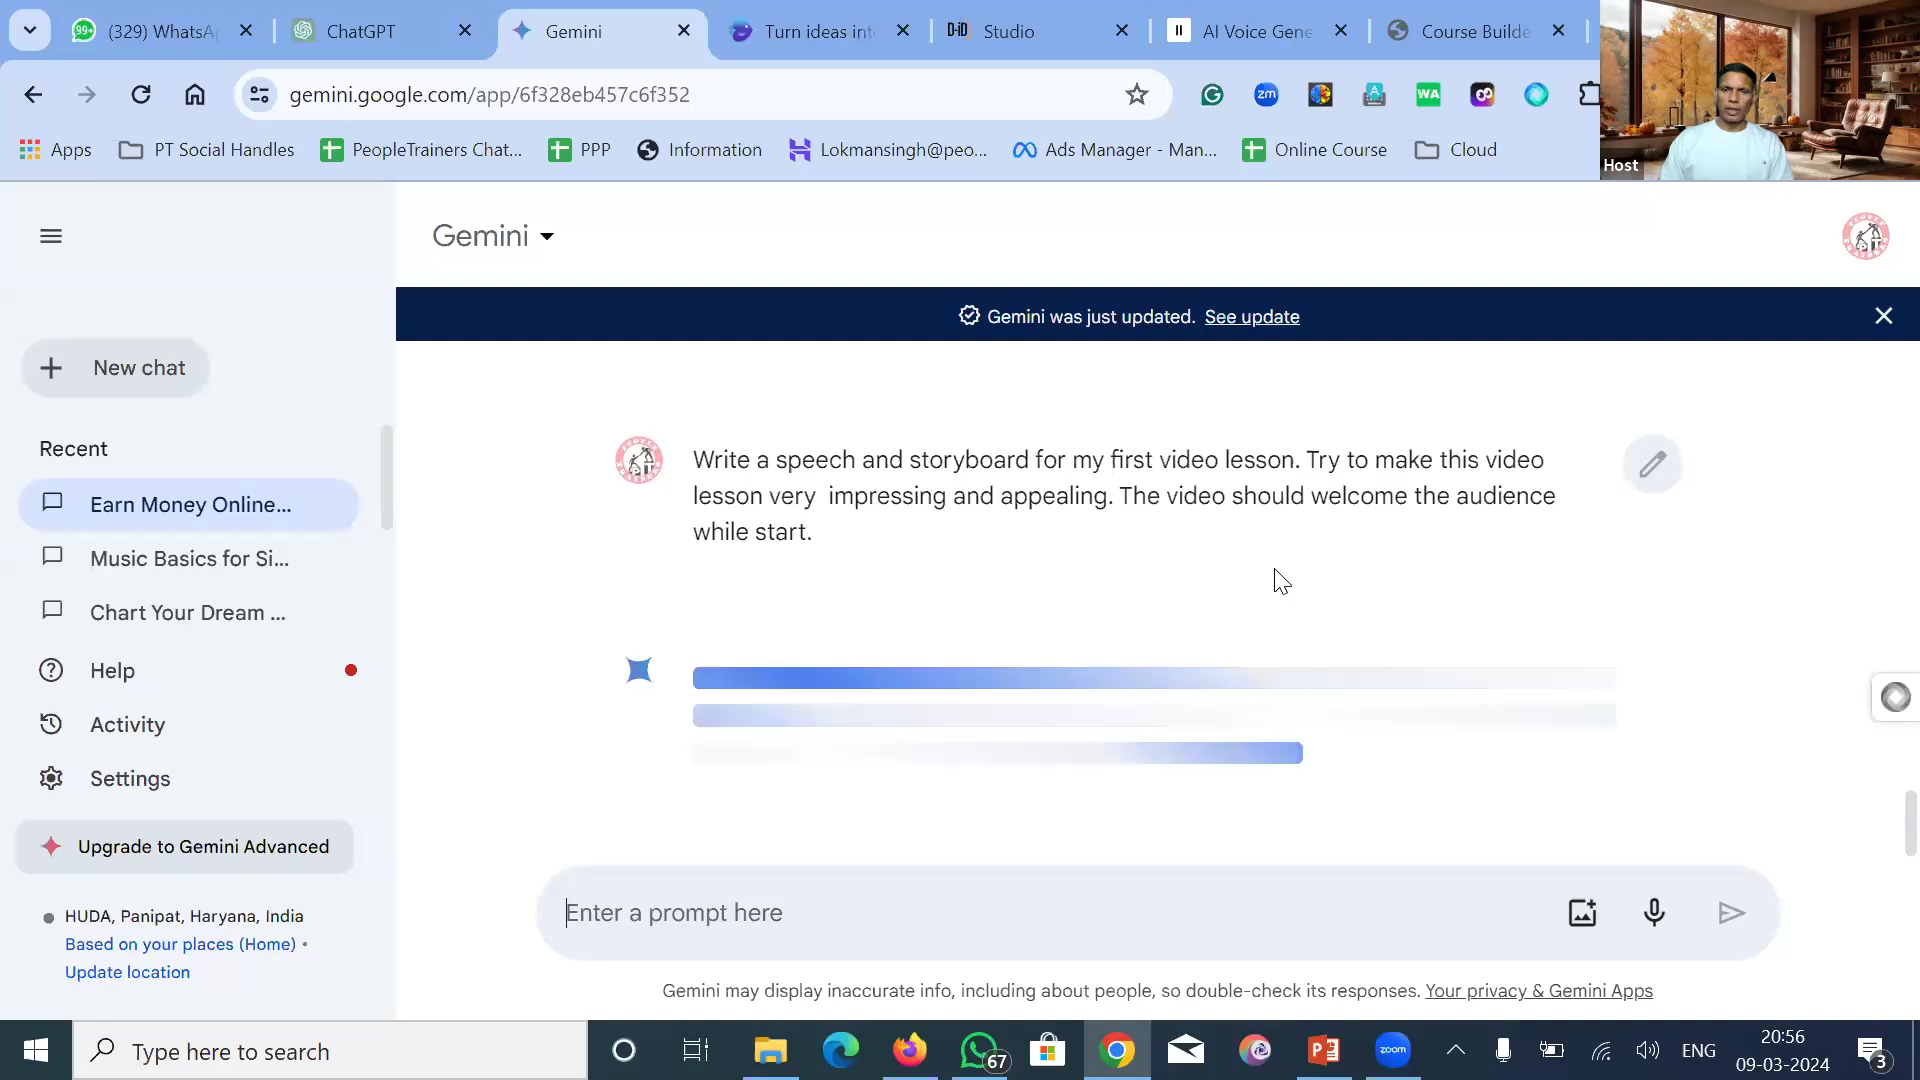 (329) WhatsA
ChatGPT
Gemini
Turn ideas int
D-iD Studio
AI Voice Gene
Course Builde
gemini.google.com/app/6f328eb457c6f352
zm
WA
Apps
PT Social Handles
PeopleTrainers Chat...
PPP
Information
Lokmansingh@peo...
Ads Manager - Man...
Online Course
Cloud
Host
Gemini
Gemini was just updated. See update
New chat
Recent
Earn Money Online...
Music Basics for Si...
Chart Your Dream ...
Help
Activity
Settings
Upgrade to Gemini Advanced
HUDA, Panipat, Haryana, India
Based on your places (Home) •
Update location
Write a speech and storyboard for my first video lesson. Try to make this video
lesson very impressing and appealing. The video should welcome the audience
while start.
Enter a prompt here
Gemini may display inaccurate info, including about people, so double-check its responses. Your privacy & Gemini Apps
Type here to search
67
zoom
ENG
20:56
09-03-2024
3